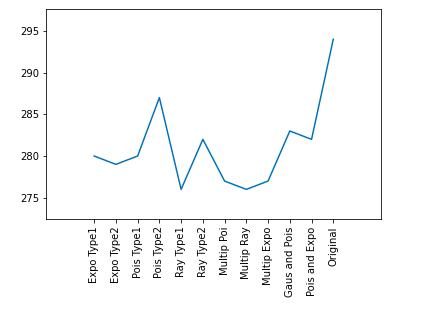 295
290
285
280
275
Expo Type1
Expo Type2
Pois Type1
Pois Type2
Ray Type1
Ray Type2
Multip Poi
Multip Ray
Multip Expo
Gaus and Pois
Pois and Expo
Original